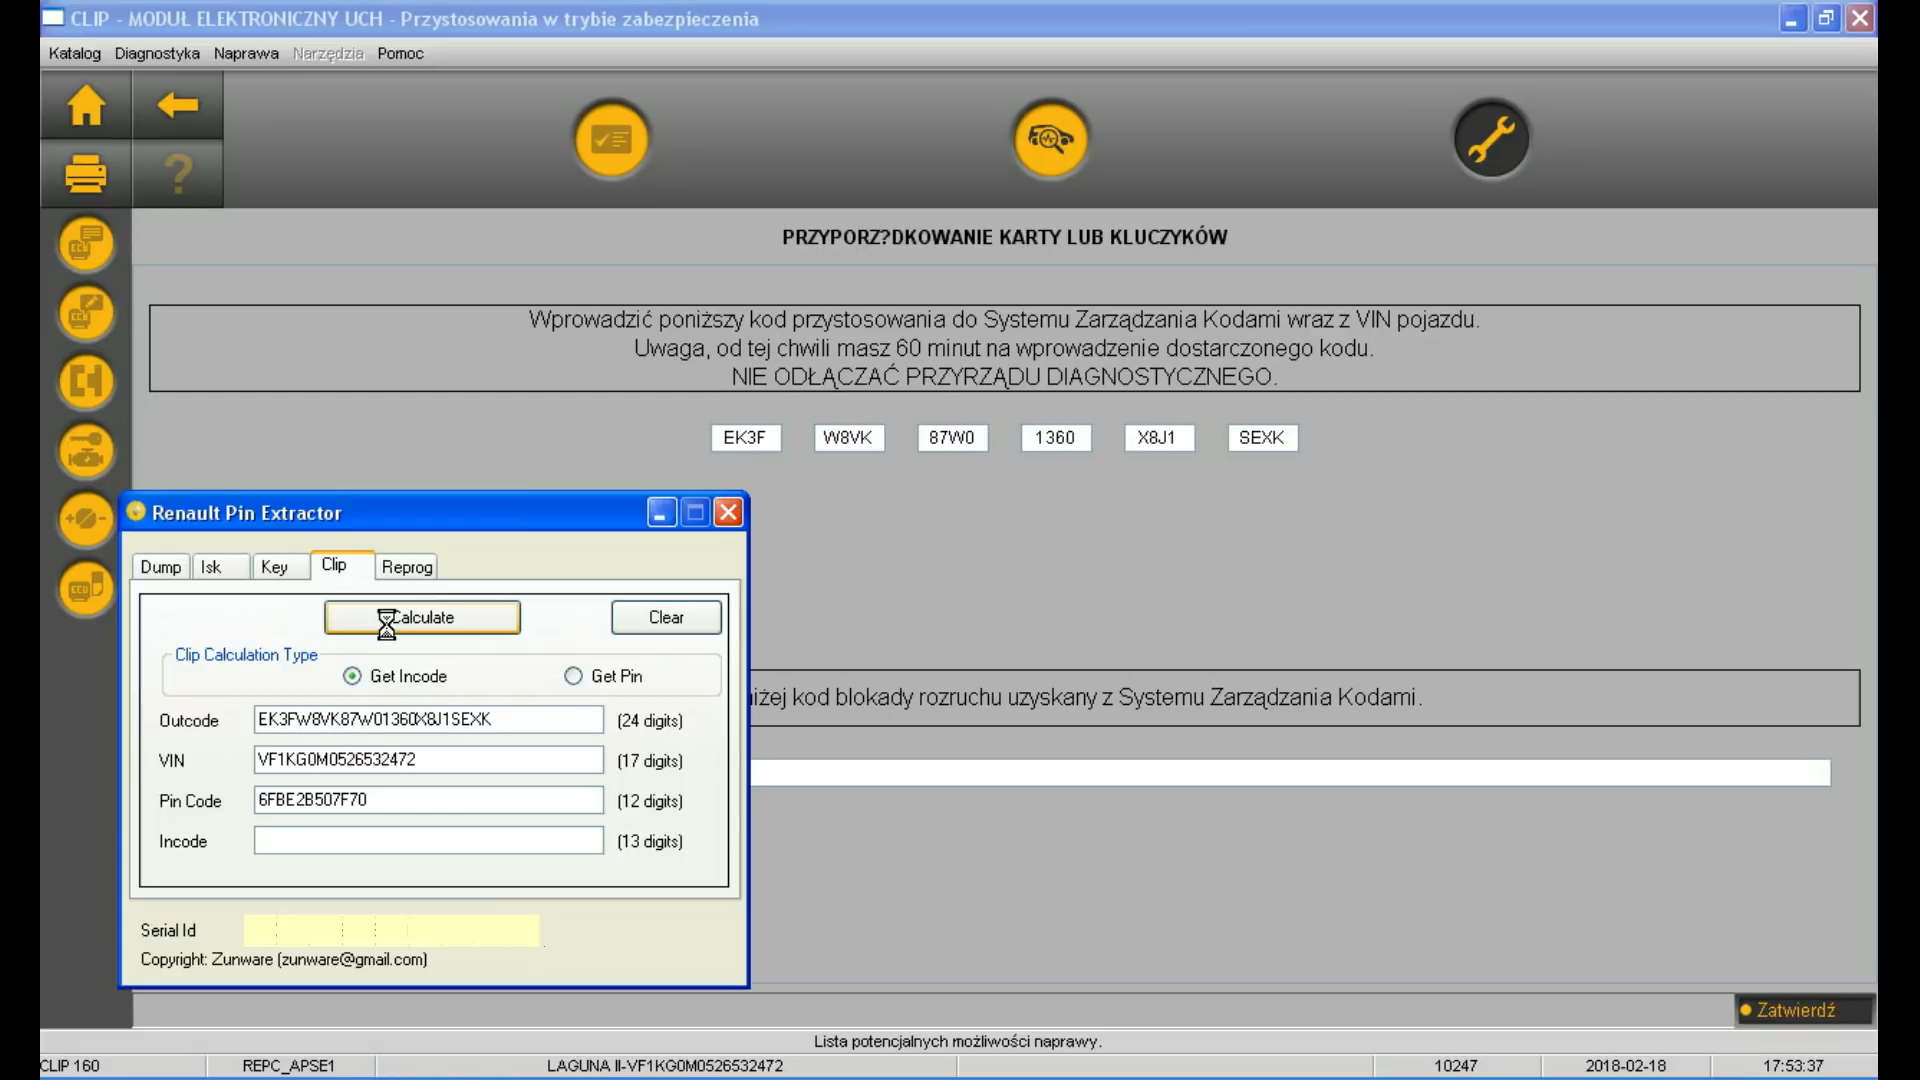 CLIP - MODUŁ ELEKTRONICZNY UCH - Przystosowania w trybie zabezpieczenia
Katalog Diagnostyka Naprawa Narzędzia Pomoc
PRZYPORZ?DKOWANIE KARTY LUB KLUCZYKÓW
Wprowadzić poniższy kod przystosowania do Systemu Zarządzania Kodami wraz z VIN pojazdu.
Uwaga, od tej chwili masz 60 minut na wprowadzenie dostarczonego kodu.
NIE ODŁĄCZAĆ PRZYRZĄDU DIAGNOSTYCZNEGO.
EK3F W8VK 87W0 1360 X8J1 SEXK
Renault Pin Extractor
Dump Isk Key Clip Reprog
Calculate Clear
Clip Calculation Type
Get Incode Get Pin
iżej kod blokady rozruchu uzyskany z Systemu Zarządzania Kodami.
Outcode EK3FW8VK87W01360X8J1SEXK (24 digits)
VIN VF1KG0M0526532472 (17 digits)
Pin Code 6FBE2B507F70 (12 digits)
Incode (13 digits)
Serial Id
Copyright: Zunware (zunware@gmail.com)
Zatwierdź
Lista potencjalnych możliwości naprawy.
CLIP 160 REPC_APSE1 LAGUNA II-VF1KG0M0526532472 10247 2018-02-18 17:53:37